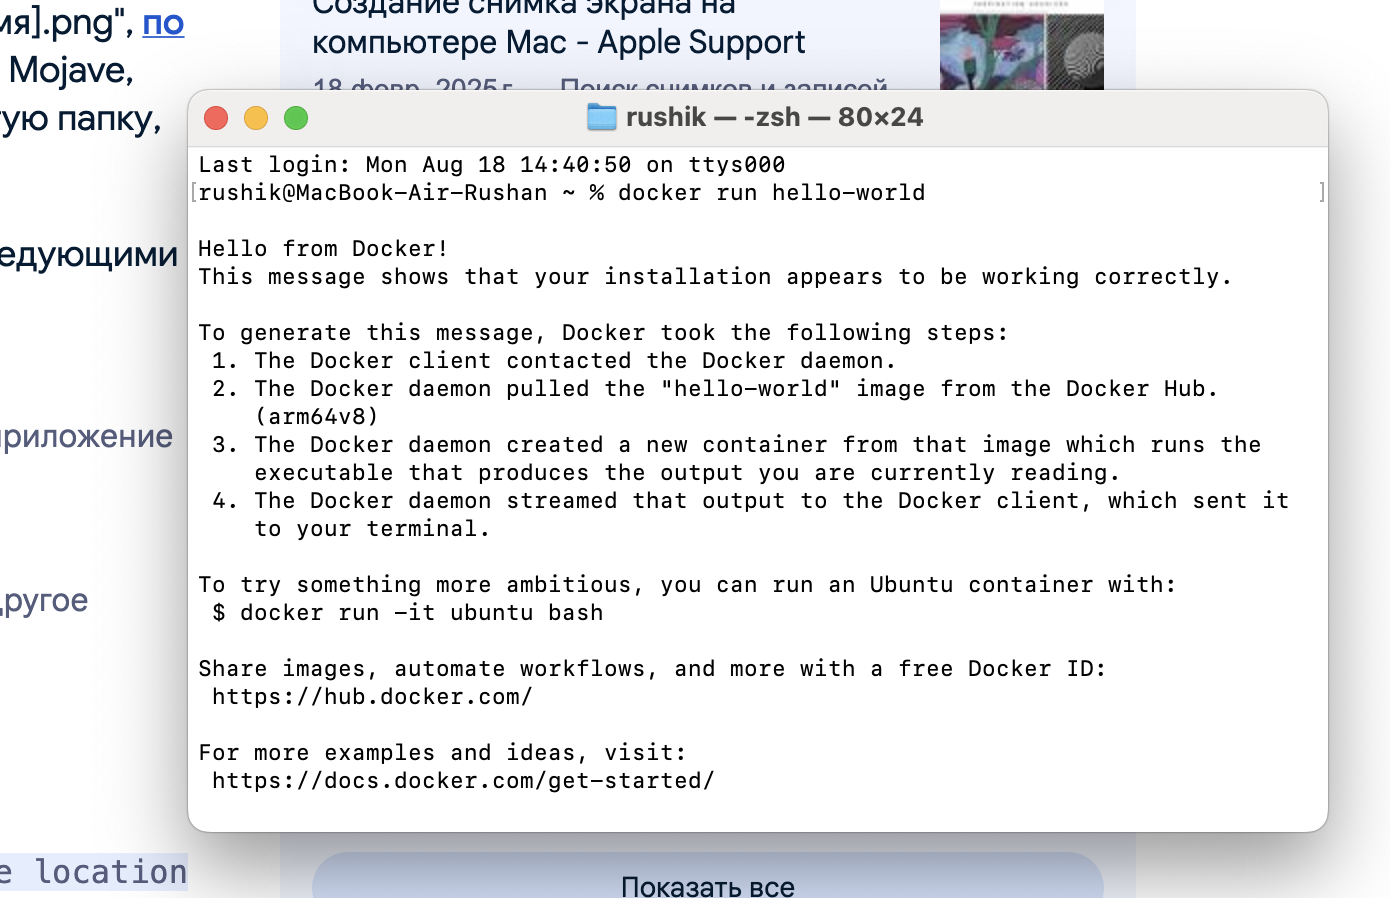 мя].png", по
Mojave,
ую папку,
едующими
приложение
другое
e location
Создание снимка экрана на
компьютере Mac - Apple Support
18 февр. 2025 г. — Поиск снимков и записей
rushik — -zsh — 80×24
Last login: Mon Aug 18 14:40:50 on ttys000
[rushik@MacBook-Air-Rushan ~ % docker run hello-world ]
Hello from Docker!
This message shows that your installation appears to be working correctly.
To generate this message, Docker took the following steps:
1. The Docker client contacted the Docker daemon.
2. The Docker daemon pulled the "hello-world" image from the Docker Hub.
(arm64v8)
3. The Docker daemon created a new container from that image which runs the
executable that produces the output you are currently reading.
4. The Docker daemon streamed that output to the Docker client, which sent it
to your terminal.
To try something more ambitious, you can run an Ubuntu container with:
$ docker run -it ubuntu bash
Share images, automate workflows, and more with a free Docker ID:
https://hub.docker.com/
For more examples and ideas, visit:
https://docs.docker.com/get-started/
Показать все